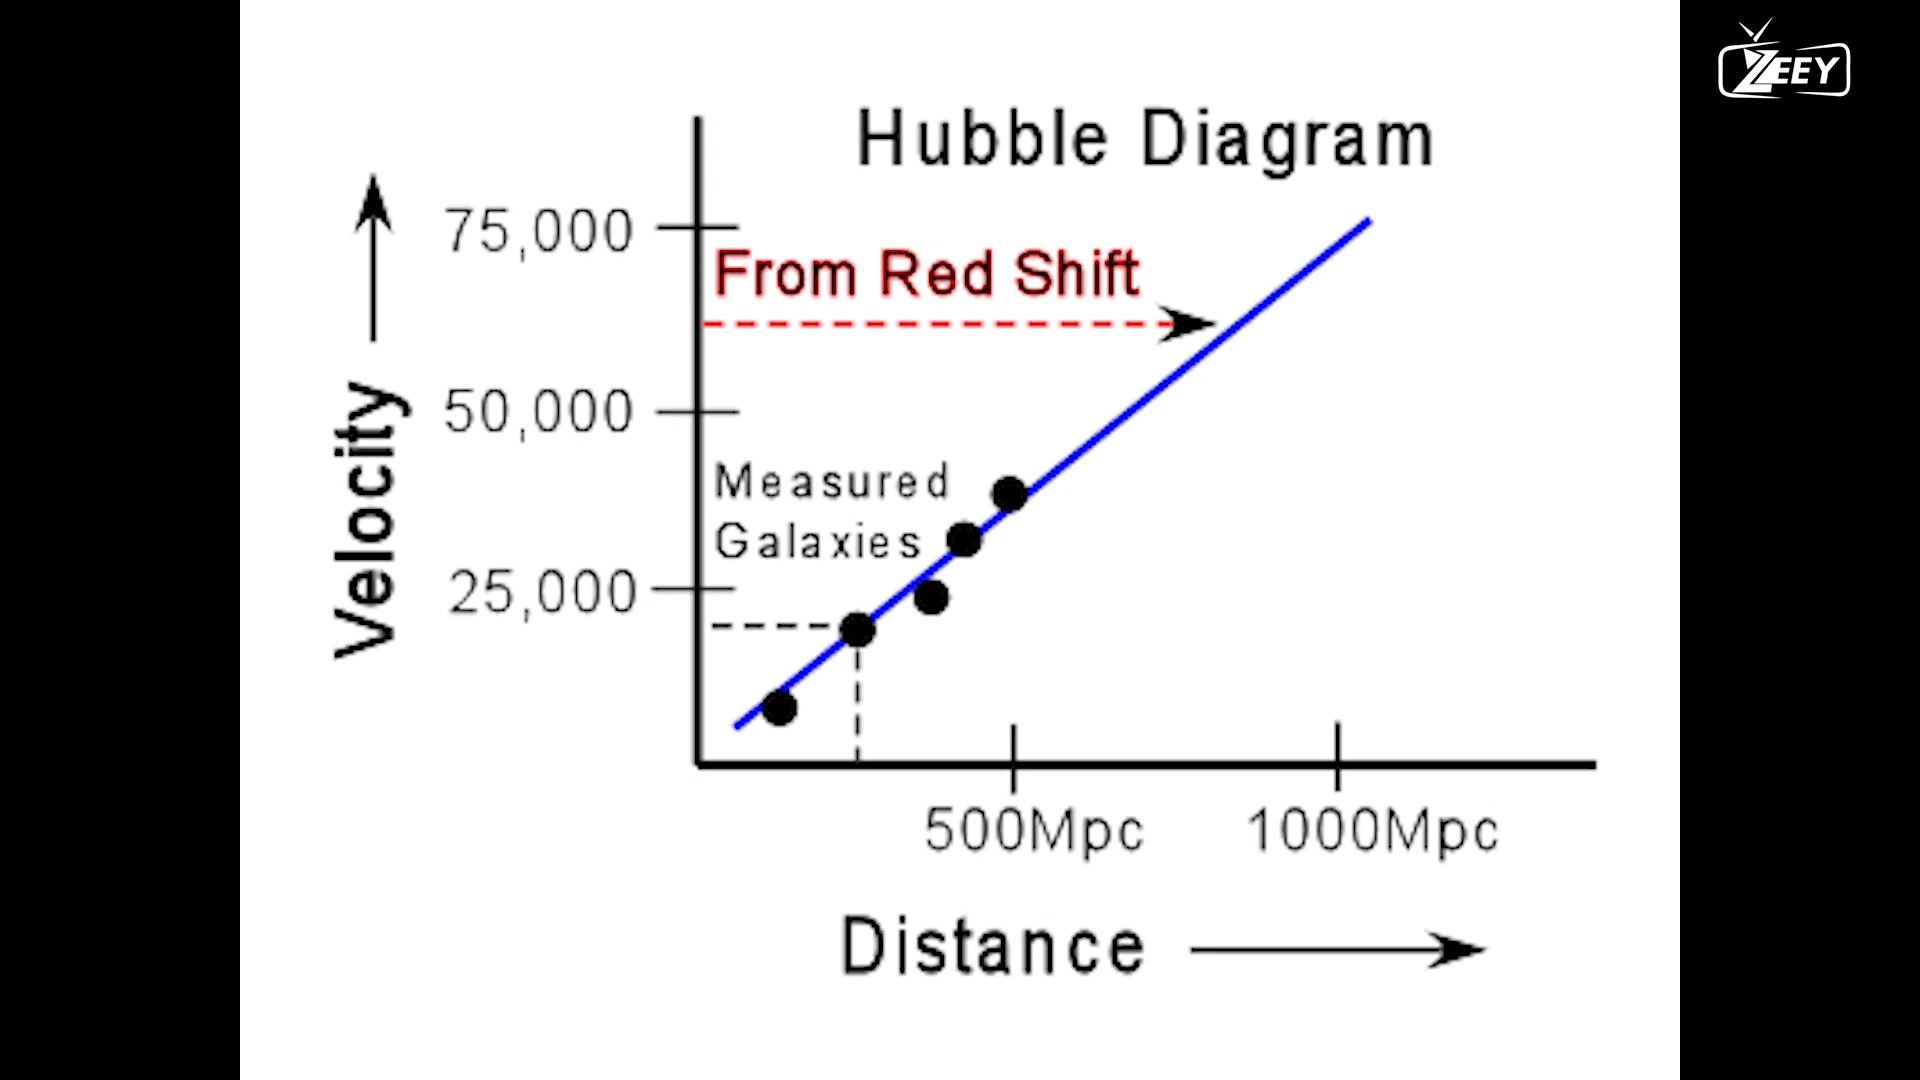 ZEEY
Hubble Diagram
75,000
From Red Shift
50,000
Measured
Galaxies
25,000
Velocity
500Mpc
1000Mpc
Distance